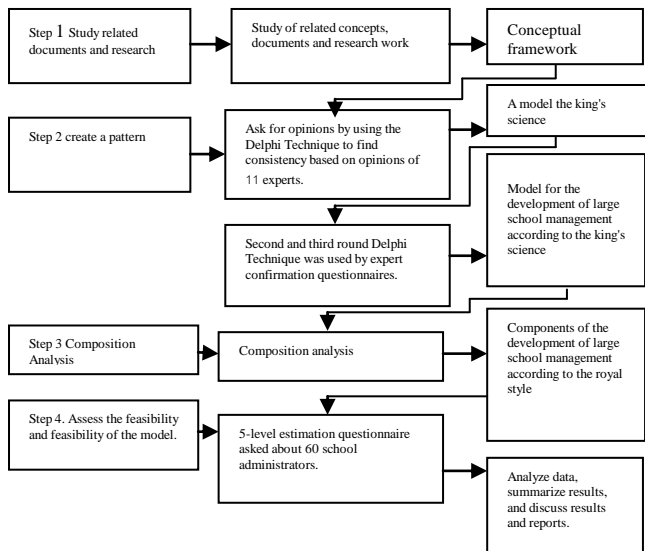 Step 1 Study related
documents and research
Study of related concepts,
documents and research work
Conceptual
framework
Step 2 create a pattern
Ask for opinions by using the
Delphi Technique to find
consistency based on opinions of
11 experts.
A model the king's
science
Second and third round Delphi
Technique was used by expert
confirmation questionnaires.
Model for the
development of large
school management
according to the king's
science
Step 3 Composition
Analysis
Composition analysis
Components of the
development of large
school management
according to the royal
style
Step 4. Assess the feasibility
and feasibility of the model.
5-level estimation questionnaire
asked about 60 school
administrators.
Analyze data,
summarize results,
and discuss results
and reports.